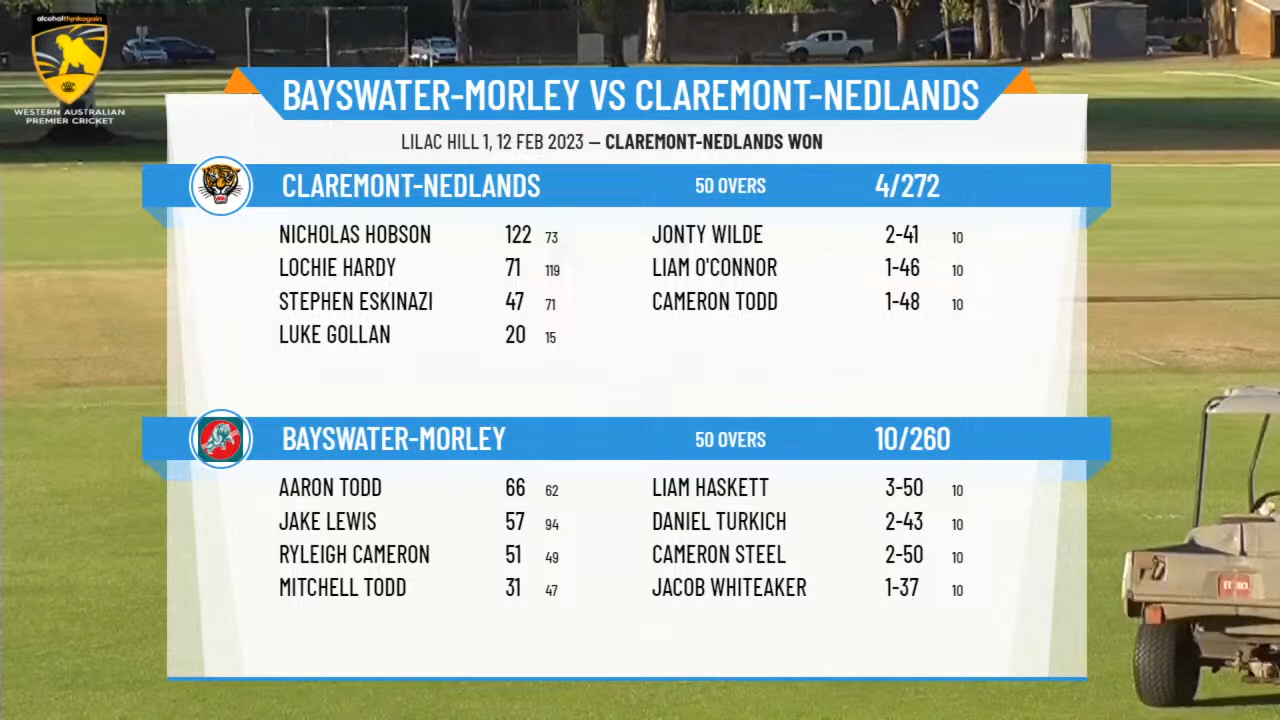 alcoholthinkagain
WESTERN AUSTRALIAN
PREMIER CRICKET
BAYSWATER-MORLEY VS CLAREMONT-NEDLANDS
LILAC HILL 1, 12 FEB 2023 – CLAREMONT-NEDLANDS WON
CLAREMONT-NEDLANDS 50 OVERS 4/272
NICHOLAS HOBSON 122 73 JONTY WILDE 2-41 10
LOCHIE HARDY 71 119 LIAM O'CONNOR 1-46 10
STEPHEN ESKINAZI 47 71 CAMERON TODD 1-48 10
LUKE GOLLAN 20 15
BAYSWATER-MORLEY 50 OVERS 10/260
AARON TODD 66 62 LIAM HASKETT 3-50 10
JAKE LEWIS 57 94 DANIEL TURKICH 2-43 10
RYLEIGH CAMERON 51 49 CAMERON STEEL 2-50 10
MITCHELL TODD 31 47 JACOB WHITEAKER 1-37 10